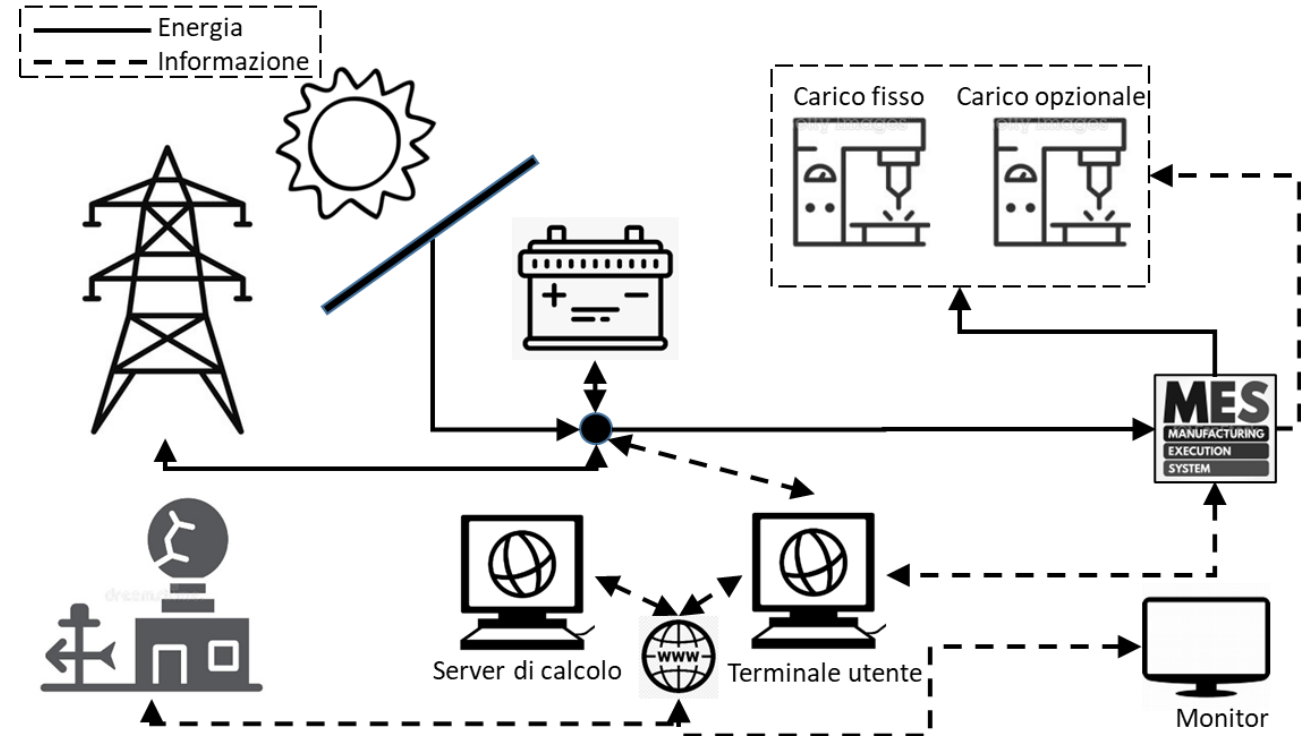 Energia
Informazione
Carico fisso
Carico opzionale
MES
MANUFACTURING
EXECUTION
SYSTEM
WWW
Server di calcolo
Terminale utente
Monitor